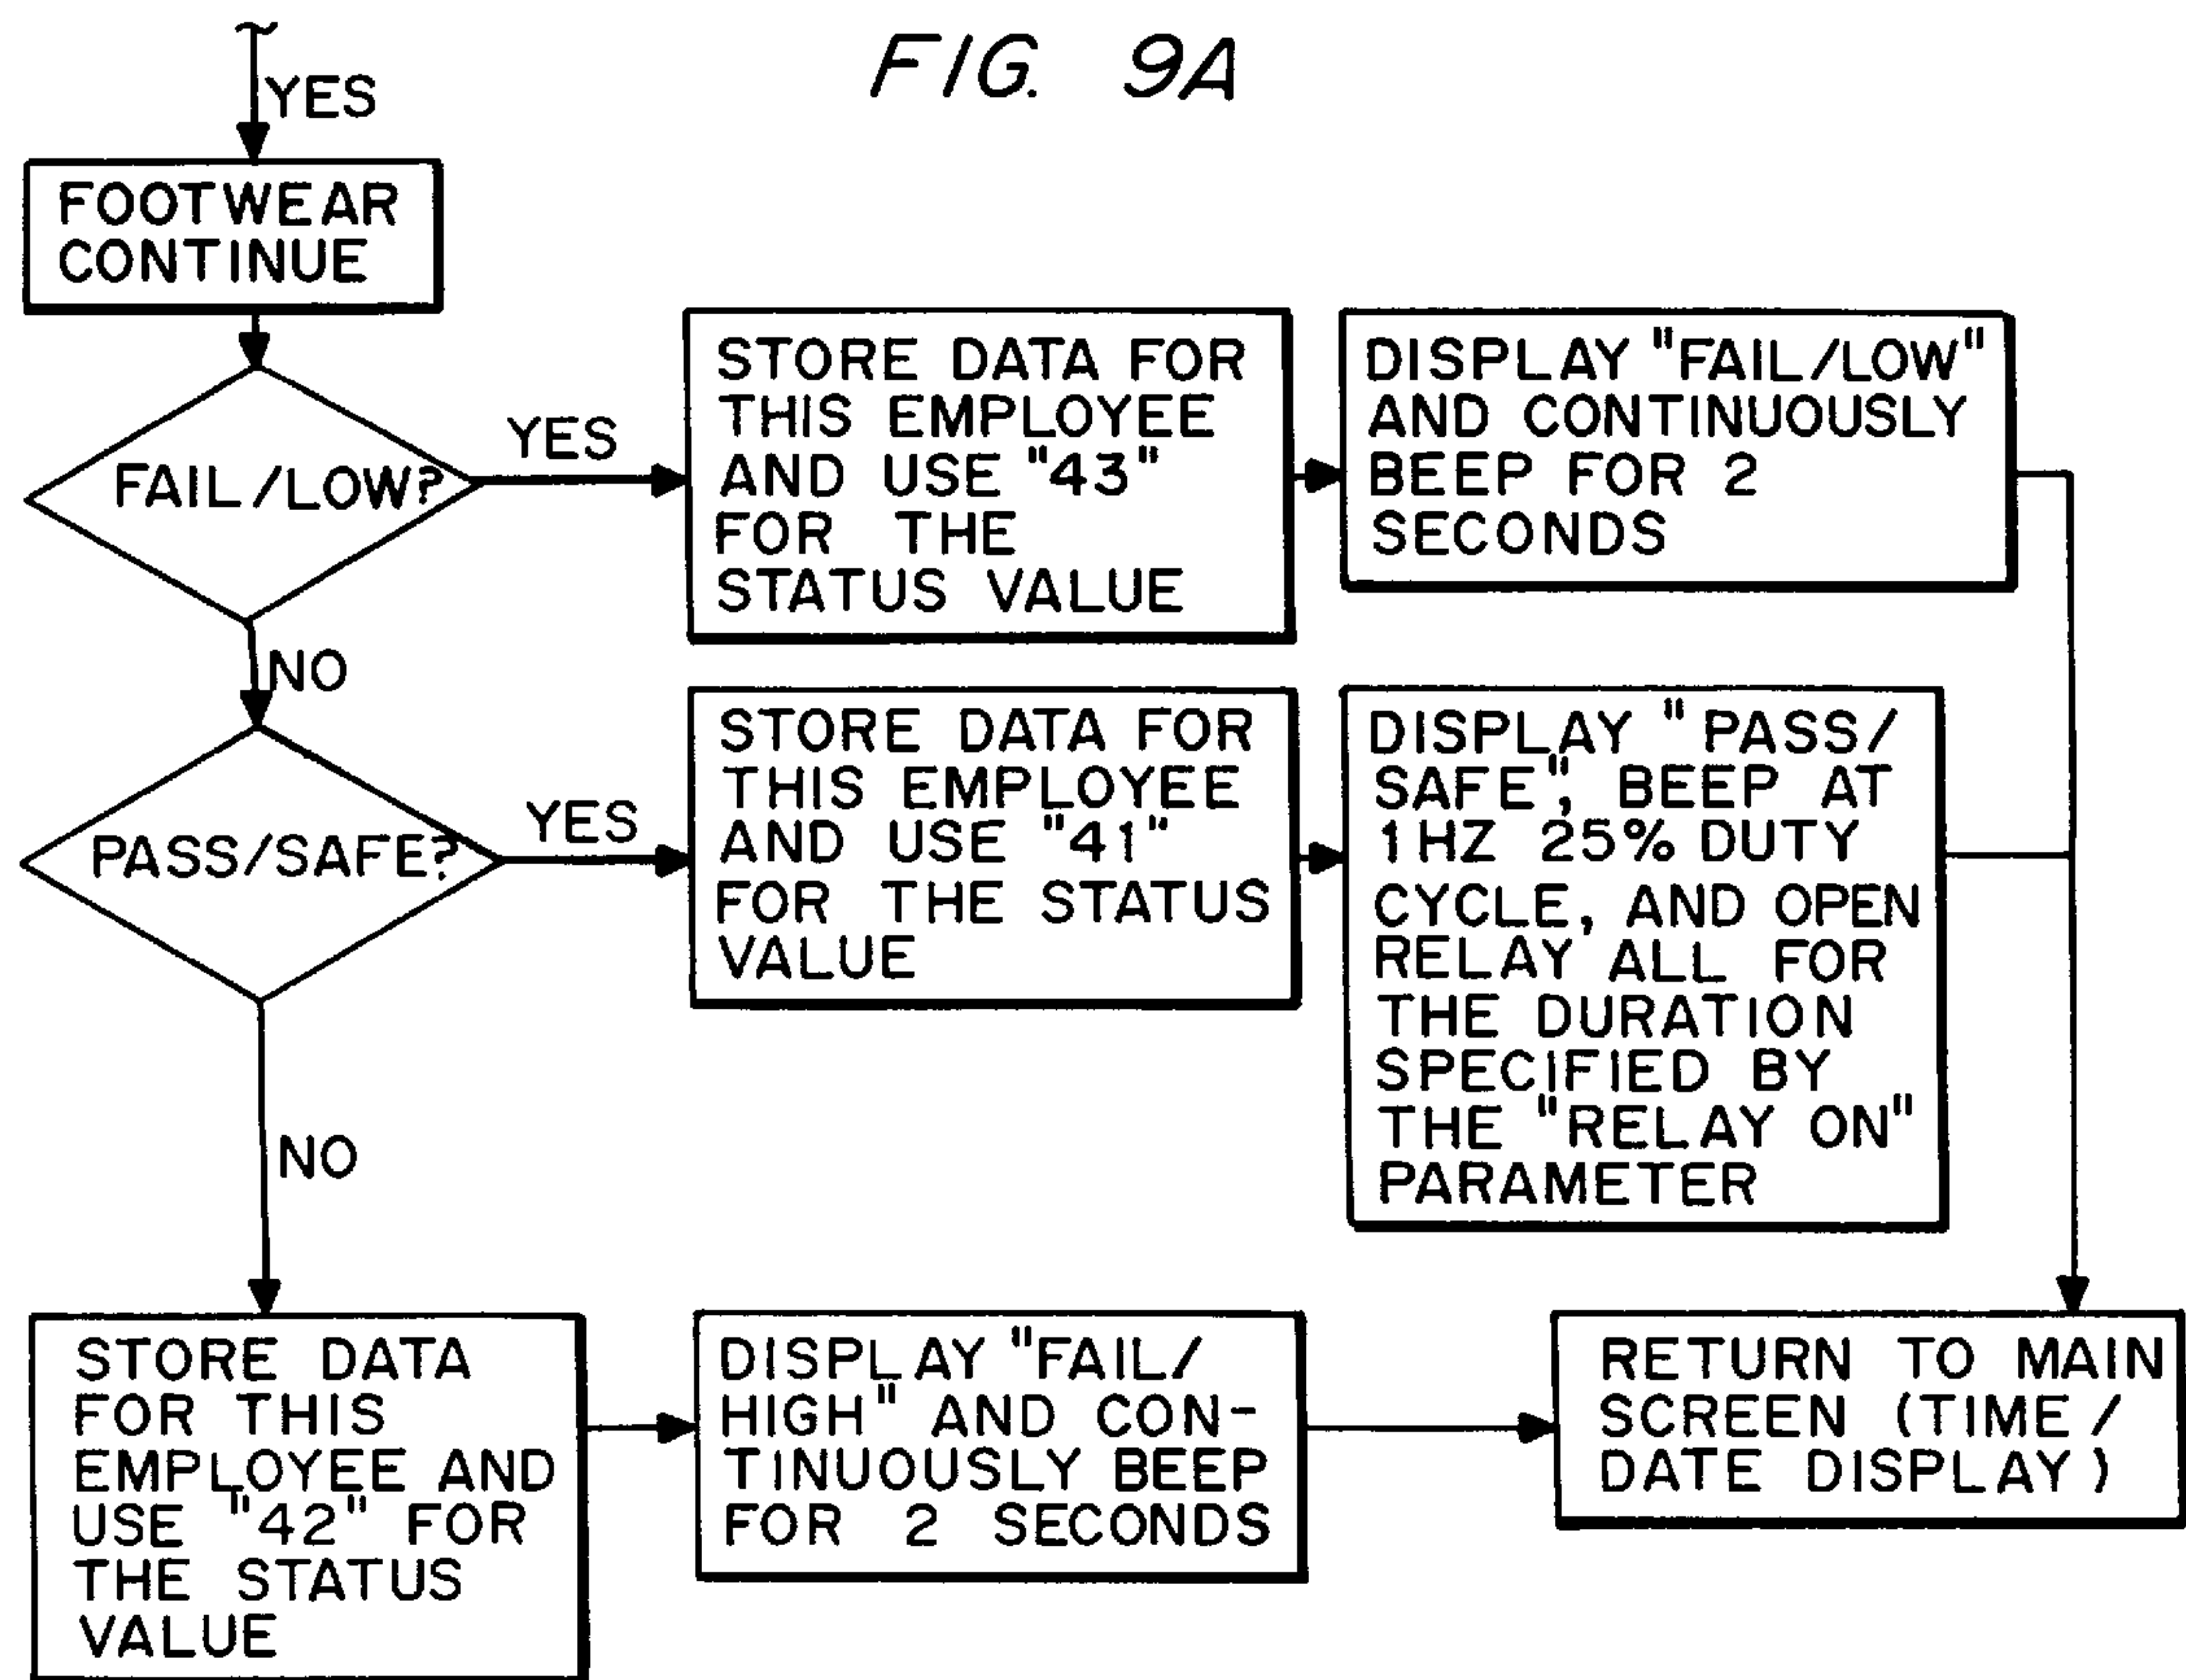 FIG. 9A
YES
FOOTWEAR
CONTINUE
FAIL/LOW?
YES
STORE DATA FOR
THIS EMPLOYEE
AND USE "43"
FOR THE
STATUS VALUE
DISPLAY "FAIL/LOW"
AND CONTINUOUSLY
BEEP FOR 2
SECONDS
NO
PASS/SAFE?
YES
STORE DATA FOR
THIS EMPLOYEE
AND USE "41"
FOR THE STATUS
VALUE
DISPLAY "PASS/
SAFE", BEEP AT
1HZ 25% DUTY
CYCLE, AND OPEN
RELAY ALL FOR
THE DURATION
SPECIFIED BY
THE "RELAY ON"
PARAMETER
NO
STORE DATA
FOR THIS
EMPLOYEE AND
USE "42" FOR
THE STATUS
VALUE
DISPLAY "FAIL/
HIGH" AND CON-
TINUOUSLY BEEP
FOR 2 SECONDS
RETURN TO MAIN
SCREEN (TIME/
DATE DISPLAY)